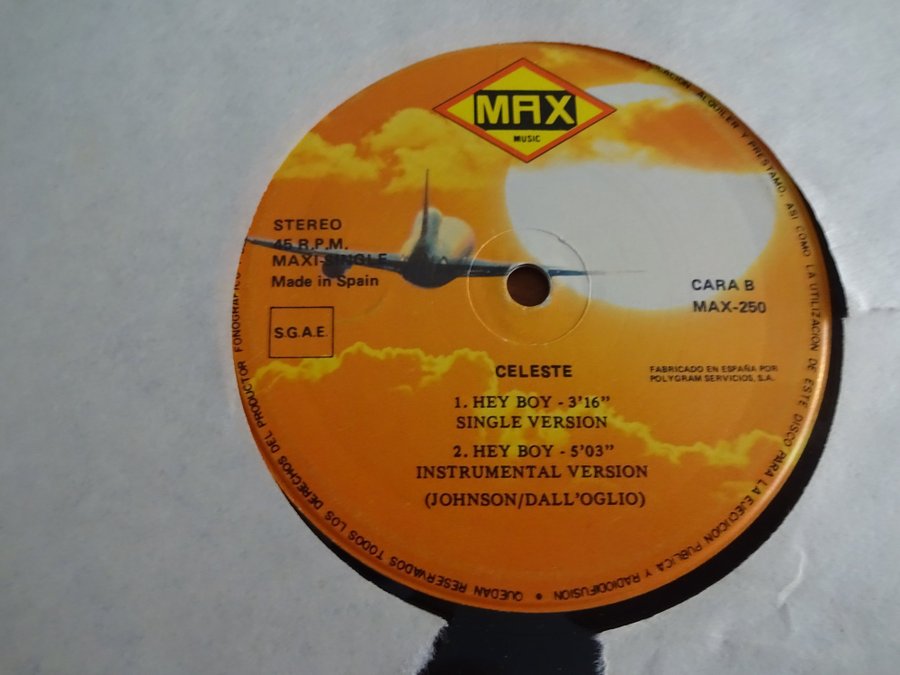 MAX
MUSIC
STEREO
45 R.P.M.
MAXI-SINGLE
Made in Spain
S.G.A.E.
CARA B
MAX-250
CELESTE
FABRICADO EN ESPAÑA POR
POLYGRAM SERVICIOS, S.A.
1. HEY BOY - 3'16"
SINGLE VERSION
2. HEY BOY - 5'03"
INSTRUMENTAL VERSION
(JOHNSON/DALL'OGLIO)
QUEDAN RESERVADOS TODOS LOS DERECHOS DEL PRODUCTOR FONOGRAFICO
ALQUILER Y PRESTAMO, ASI COMO LA UTILIZACION DE ESTE DISCO PARA LA EJECUCION PUBLICA Y RADIODIFUSION •